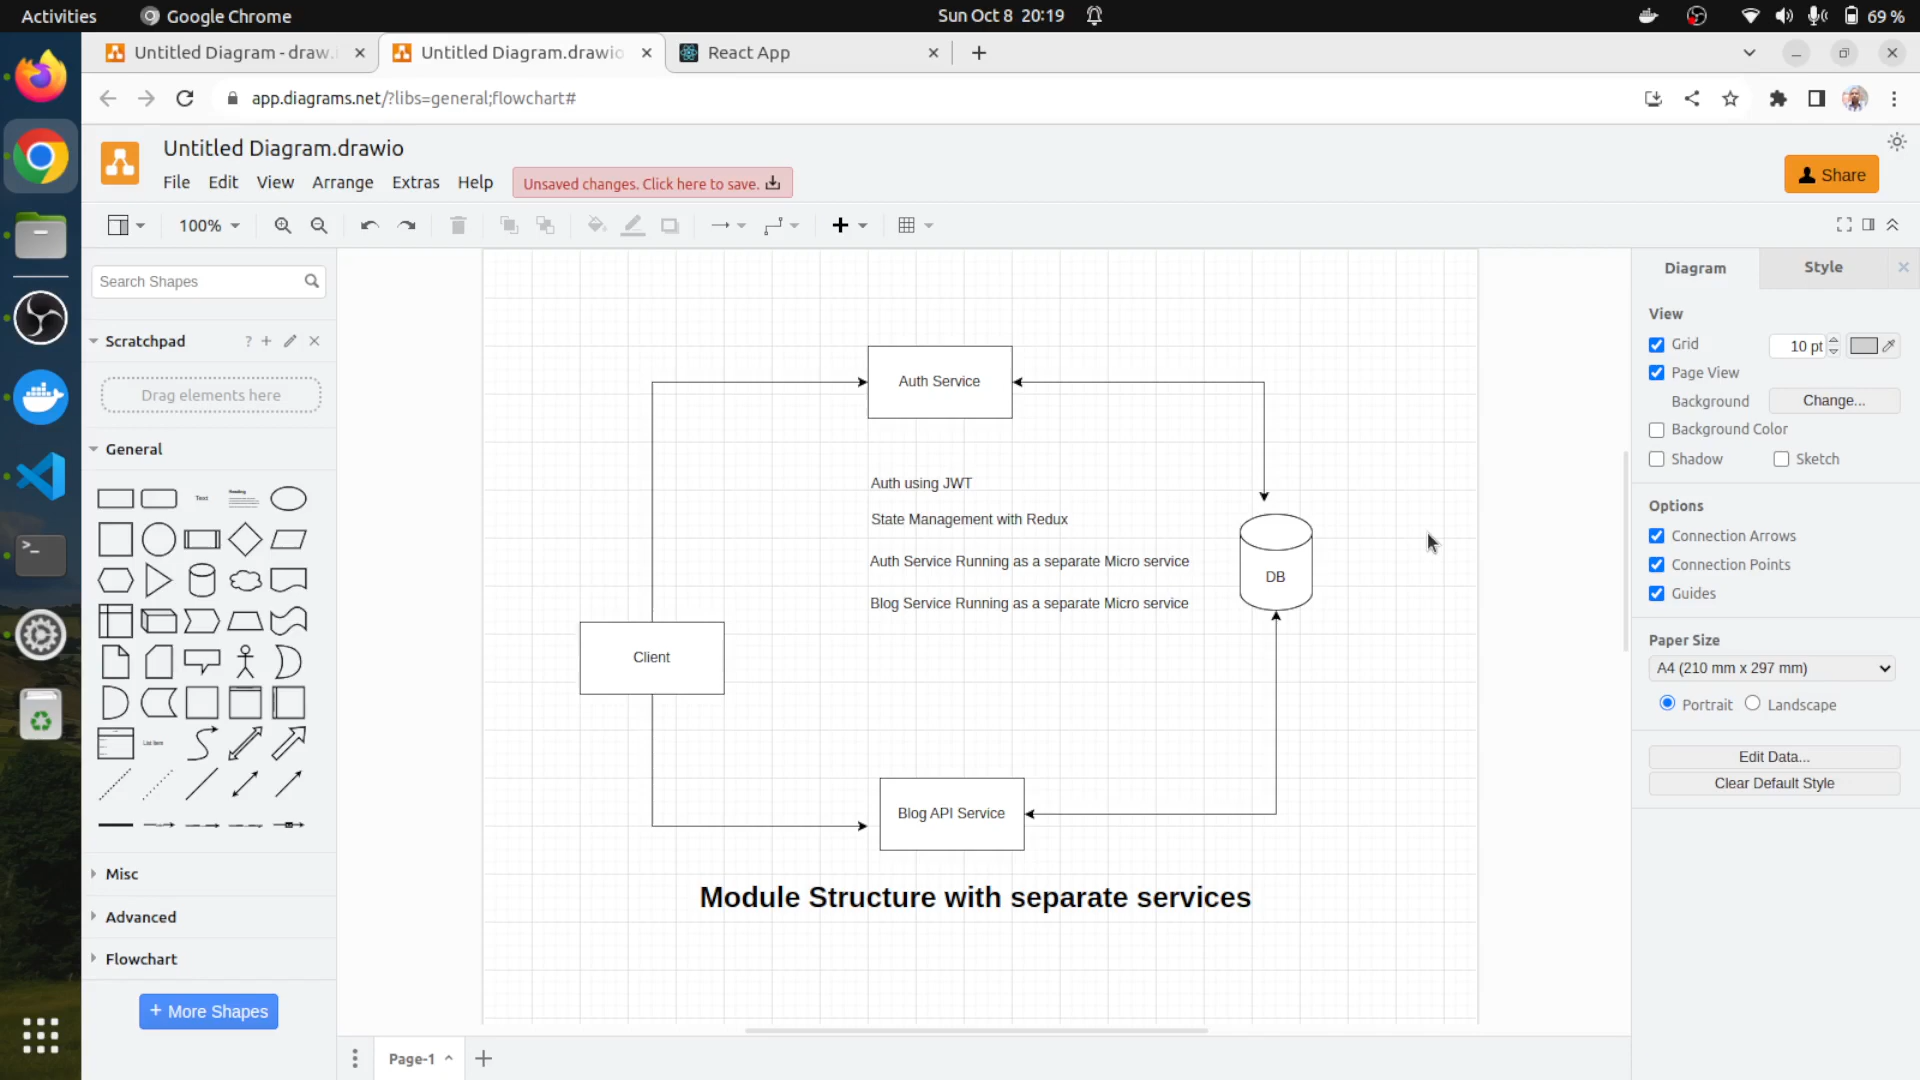 Activities
Google Chrome
Sun Oct 8 20:19
69 %
Untitled Diagram - draw.
Untitled Diagram.drawio
React App
app.diagrams.net/?libs=general;flowchart#
Untitled Diagram.drawio
File Edit View Arrange Extras Help
Unsaved changes. Click here to save.
Share
100%
Search Shapes
Scratchpad
?
Drag elements here
General
Text
Heading
List Item
Misc
Advanced
Flowchart
+ More Shapes
Auth Service
Auth using JWT
State Management with Redux
Auth Service Running as a separate Micro service
Blog Service Running as a separate Micro service
DB
Client
Blog API Service
Module Structure with separate services
Page-1
Diagram
Style
View
Grid
10 pt
Page View
Background
Change...
Background Color
Shadow
Sketch
Options
Connection Arrows
Connection Points
Guides
Paper Size
A4 (210 mm x 297 mm)
Portrait
Landscape
Edit Data...
Clear Default Style